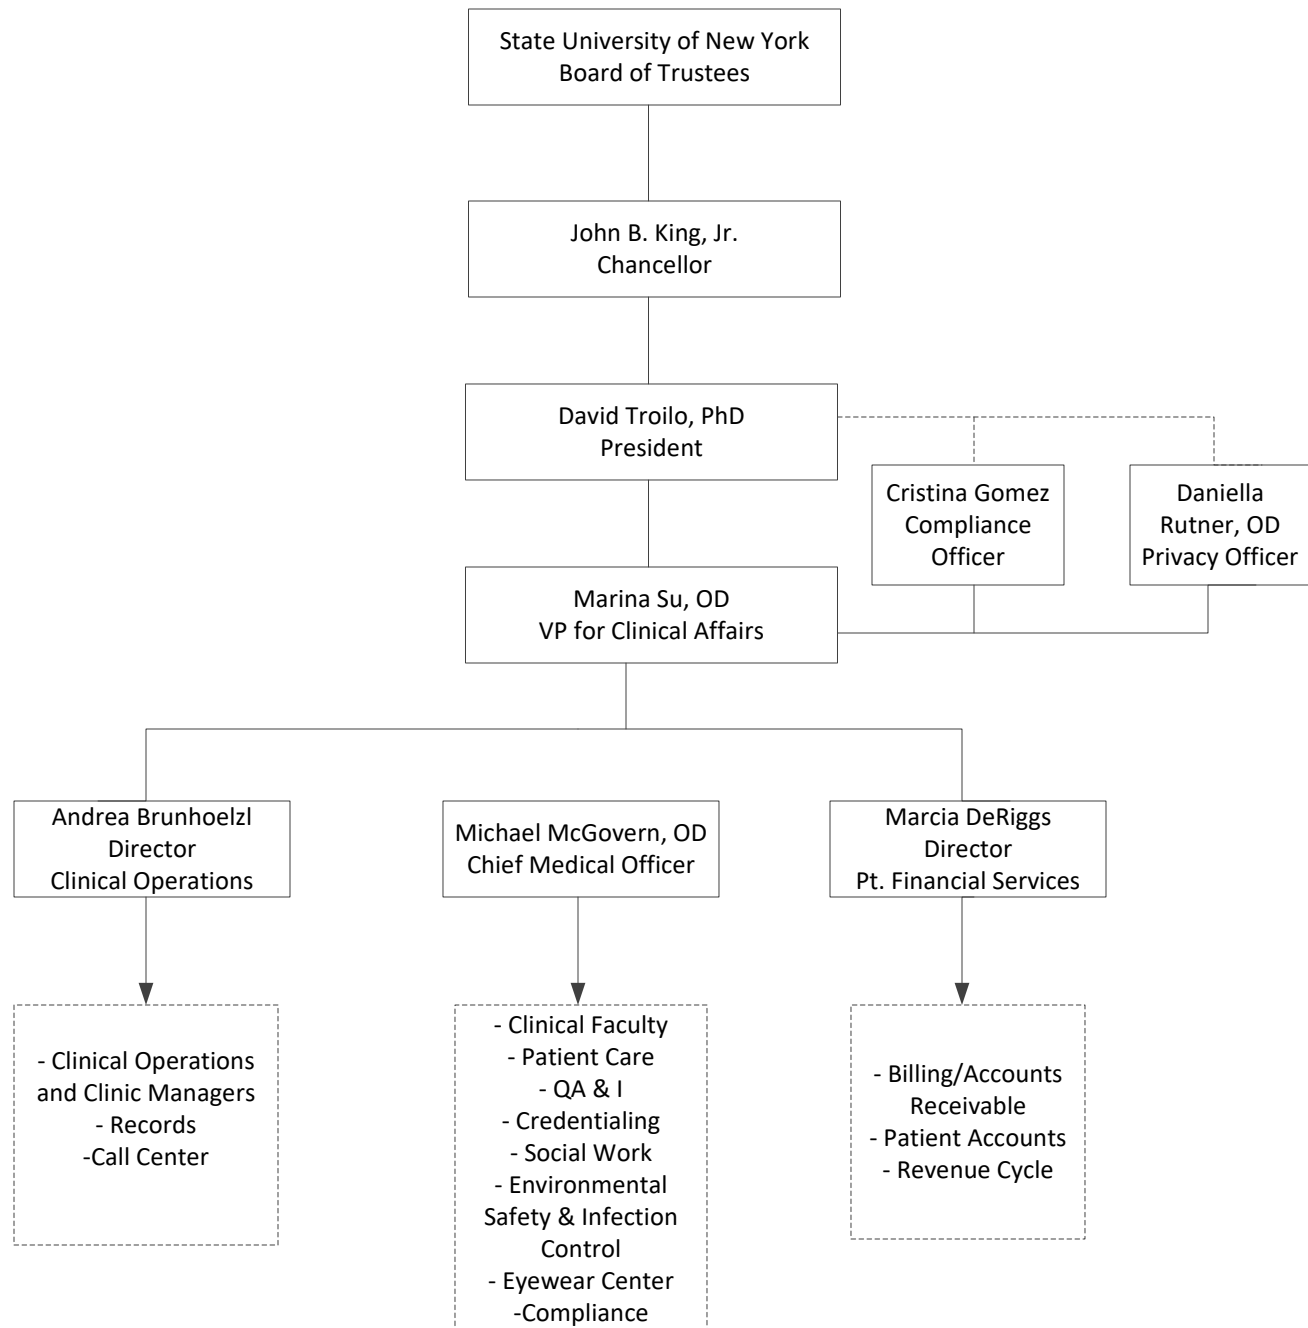 State University of New York
Board of Trustees
John B. King, Jr.
Chancellor
David Troilo, PhD
President
Cristina Gomez
Compliance
Officer
Daniella
Rutner, OD
Privacy Officer
Marina Su, OD
VP for Clinical Affairs
Andrea Brunhoelzl
Director
Clinical Operations
Michael McGovern, OD
Chief Medical Officer
Marcia DeRiggs
Director
Pt. Financial Services
- Clinical Operations
and Clinic Managers
- Records
-Call Center
- Clinical Faculty
- Patient Care
- QA & I
- Credentialing
- Social Work
- Environmental
Safety & Infection
Control
- Eyewear Center
-Compliance
- Billing/Accounts
Receivable
- Patient Accounts
- Revenue Cycle